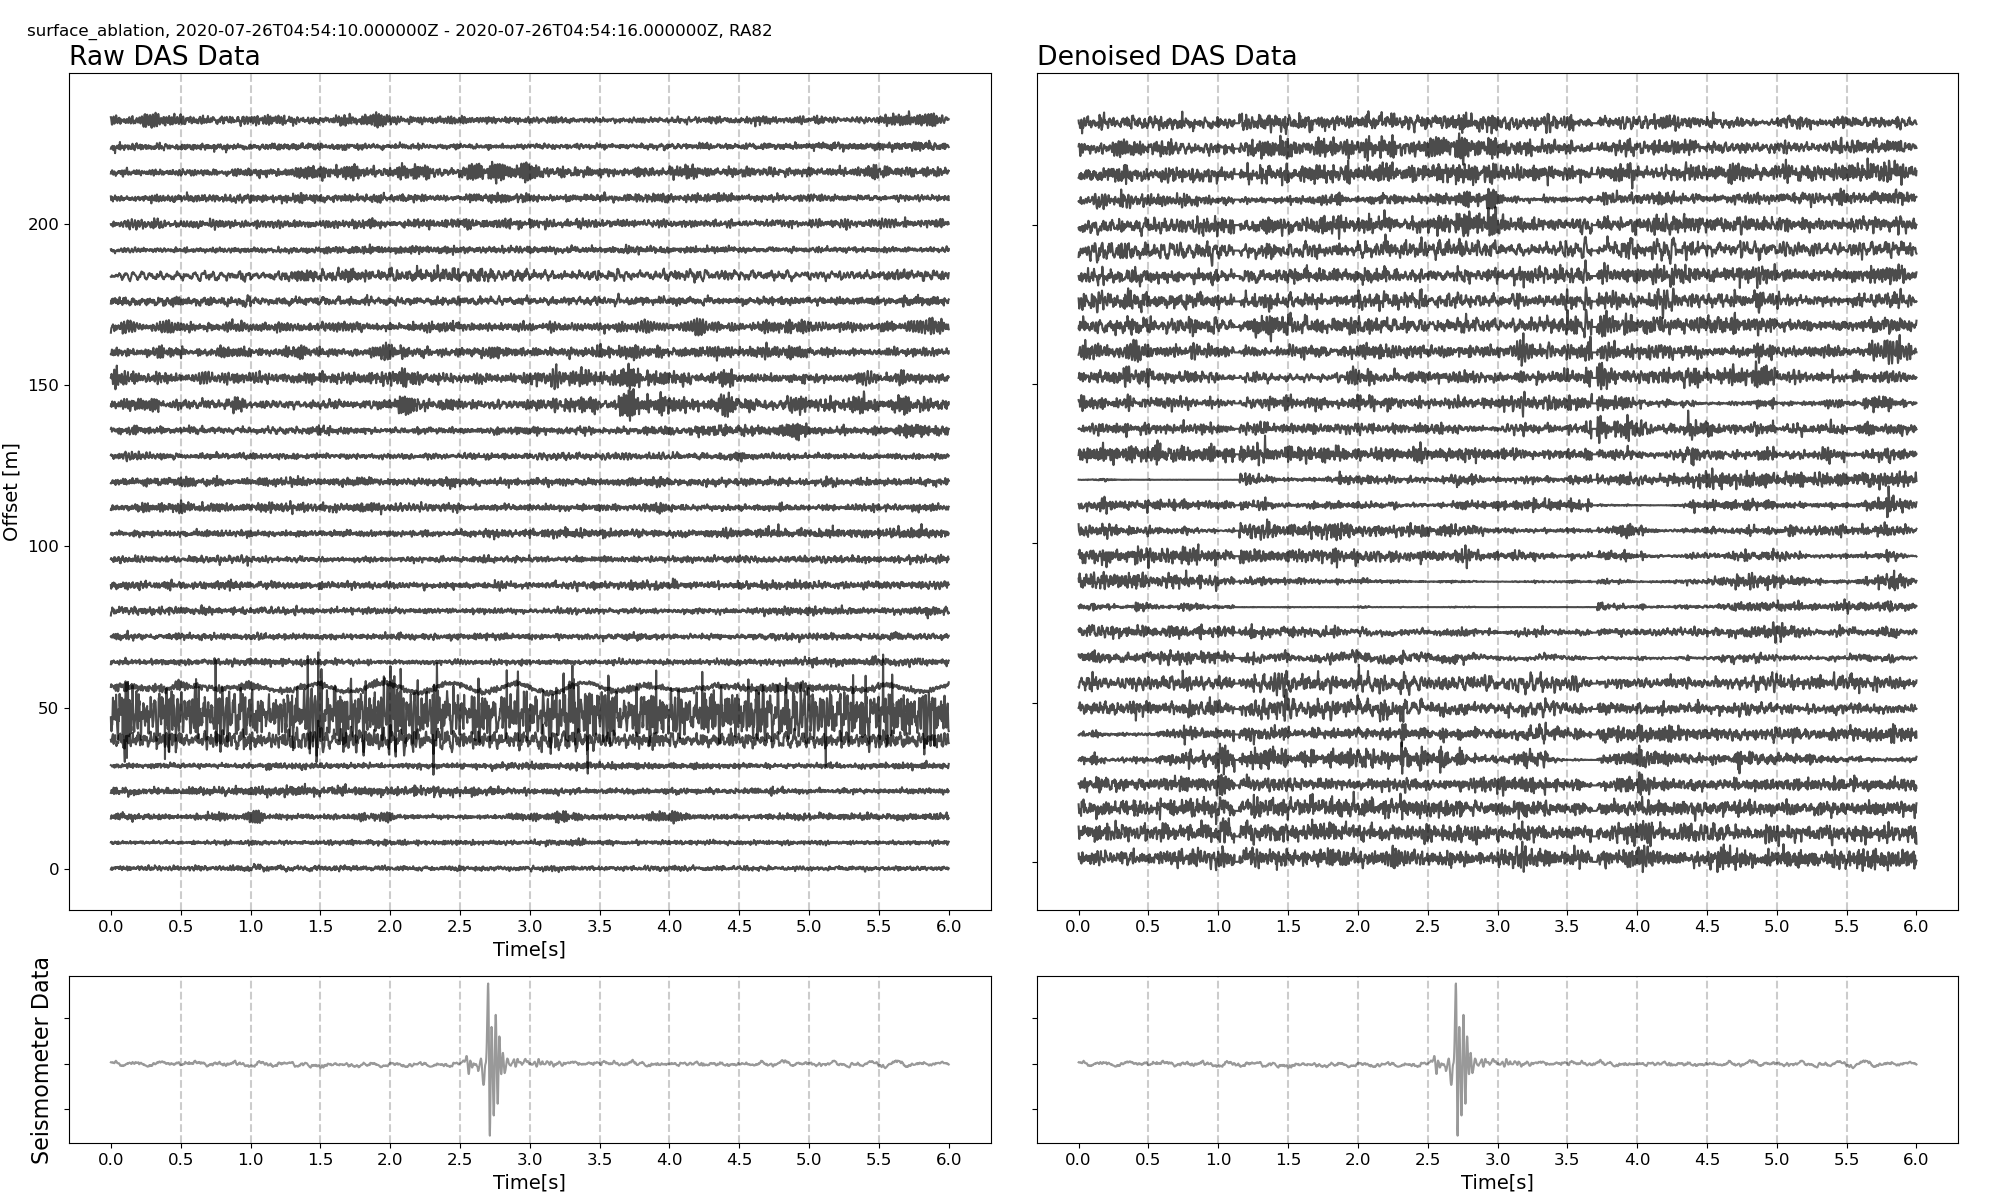 surface_ablation, 2020-07-26T04:54:10.000000Z - 2020-07-26T04:54:16.000000Z, RA82
Raw DAS Data
Denoised DAS Data
Offset [m]
200
150
100
50
0
0.0 0.5 1.0 1.5 2.0 2.5 3.0 3.5 4.0 4.5 5.0 5.5 6.0
Time[s]
0.0 0.5 1.0 1.5 2.0 2.5 3.0 3.5 4.0 4.5 5.0 5.5 6.0
Seismometer Data
0.0 0.5 1.0 1.5 2.0 2.5 3.0 3.5 4.0 4.5 5.0 5.5 6.0
Time[s]
0.0 0.5 1.0 1.5 2.0 2.5 3.0 3.5 4.0 4.5 5.0 5.5 6.0
Time[s]